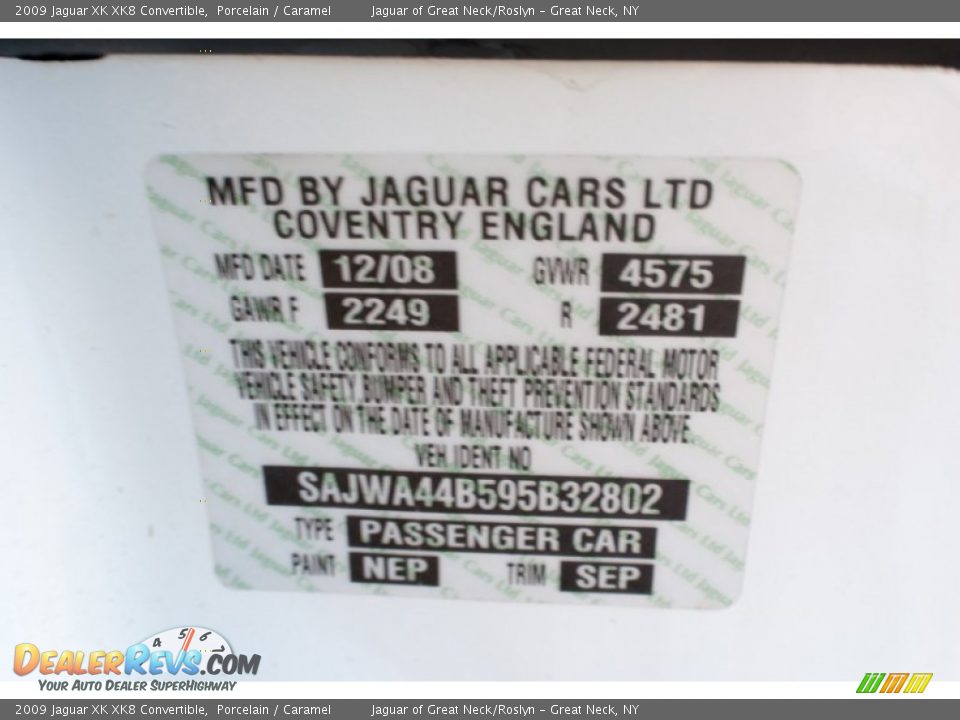 2009 Jaguar XK XK8 Convertible, Porcelain / Caramel Jaguar of Great Neck/Roslyn - Great Neck, NY
MFD BY JAGUAR CARS LTD
COVENTRY ENGLAND
MFD DATE 12/08 GVWR 4575
GAWR F 2249 R 2481
THIS VEHICLE CONFORMS TO ALL APPLICABLE FEDERAL MOTOR
VEHICLE SAFETY, BUMPER AND THEFT PREVENTION STANDARDS
IN EFFECT ON THE DATE OF MANUFACTURE SHOWN ABOVE
VEH. IDENT NO
SAJWA44B595B32802
TYPE PASSENGER CAR
PAINT NEP TRIM SEP
4 5 6 7
DealerRevs.com
Your Auto Dealer SuperHighway
2009 Jaguar XK XK8 Convertible, Porcelain / Caramel Jaguar of Great Neck/Roslyn - Great Neck, NY